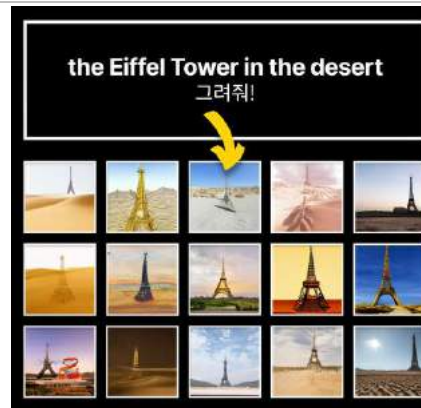 the Eiffel Tower in the desert
그려줘!